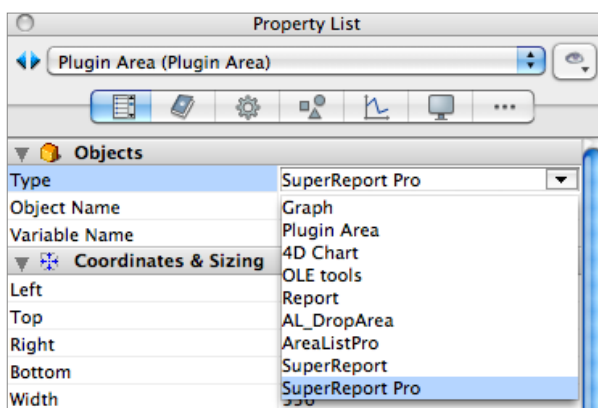 Property List
Plugin Area (Plugin Area)
Objects
Type SuperReport Pro
Object Name Graph
Variable Name Plugin Area
4D Chart
Coordinates & Sizing OLE tools
Left Report
Top AL_DropArea
Right AreaListPro
Bottom SuperReport
Width SuperReport Pro